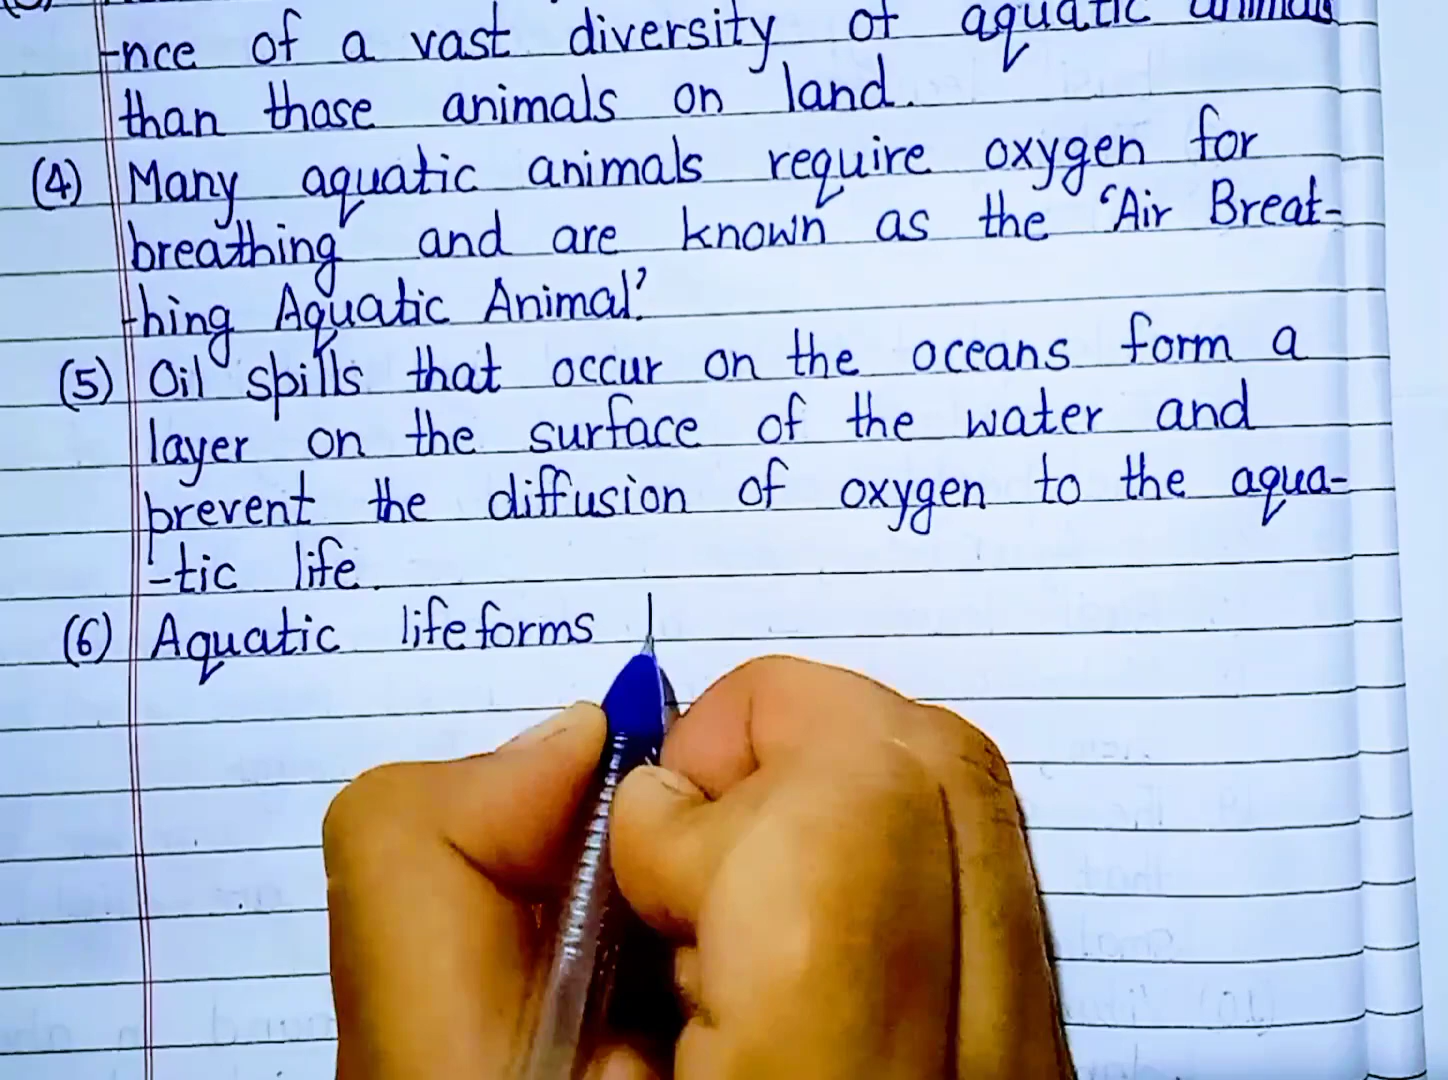 -nce of a vast diversity of aquatic animals
than those animals on land.
(4) Many aquatic animals require oxygen for
breathing and are known as the 'Air Breat-
-hing Aquatic Animal'.
(5) Oil spills that occur on the oceans form a
layer on the surface of the water and
prevent the diffusion of oxygen to the aqua-
-tic life.
(6) Aquatic lifeforms